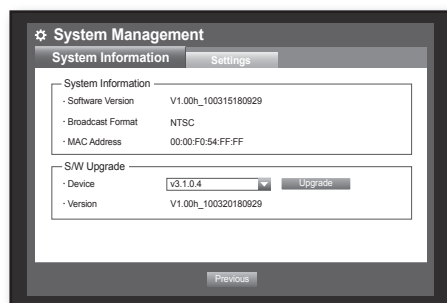 System Management
System Information Settings
System Information
· Software Version V1.00h_100315180929
· Broadcast Format NTSC
· MAC Address 00:00:F0:54:FF:FF
S/W Upgrade
· Device v3.1.0.4 Upgrade
· Version V1.00h_100320180929
Previous